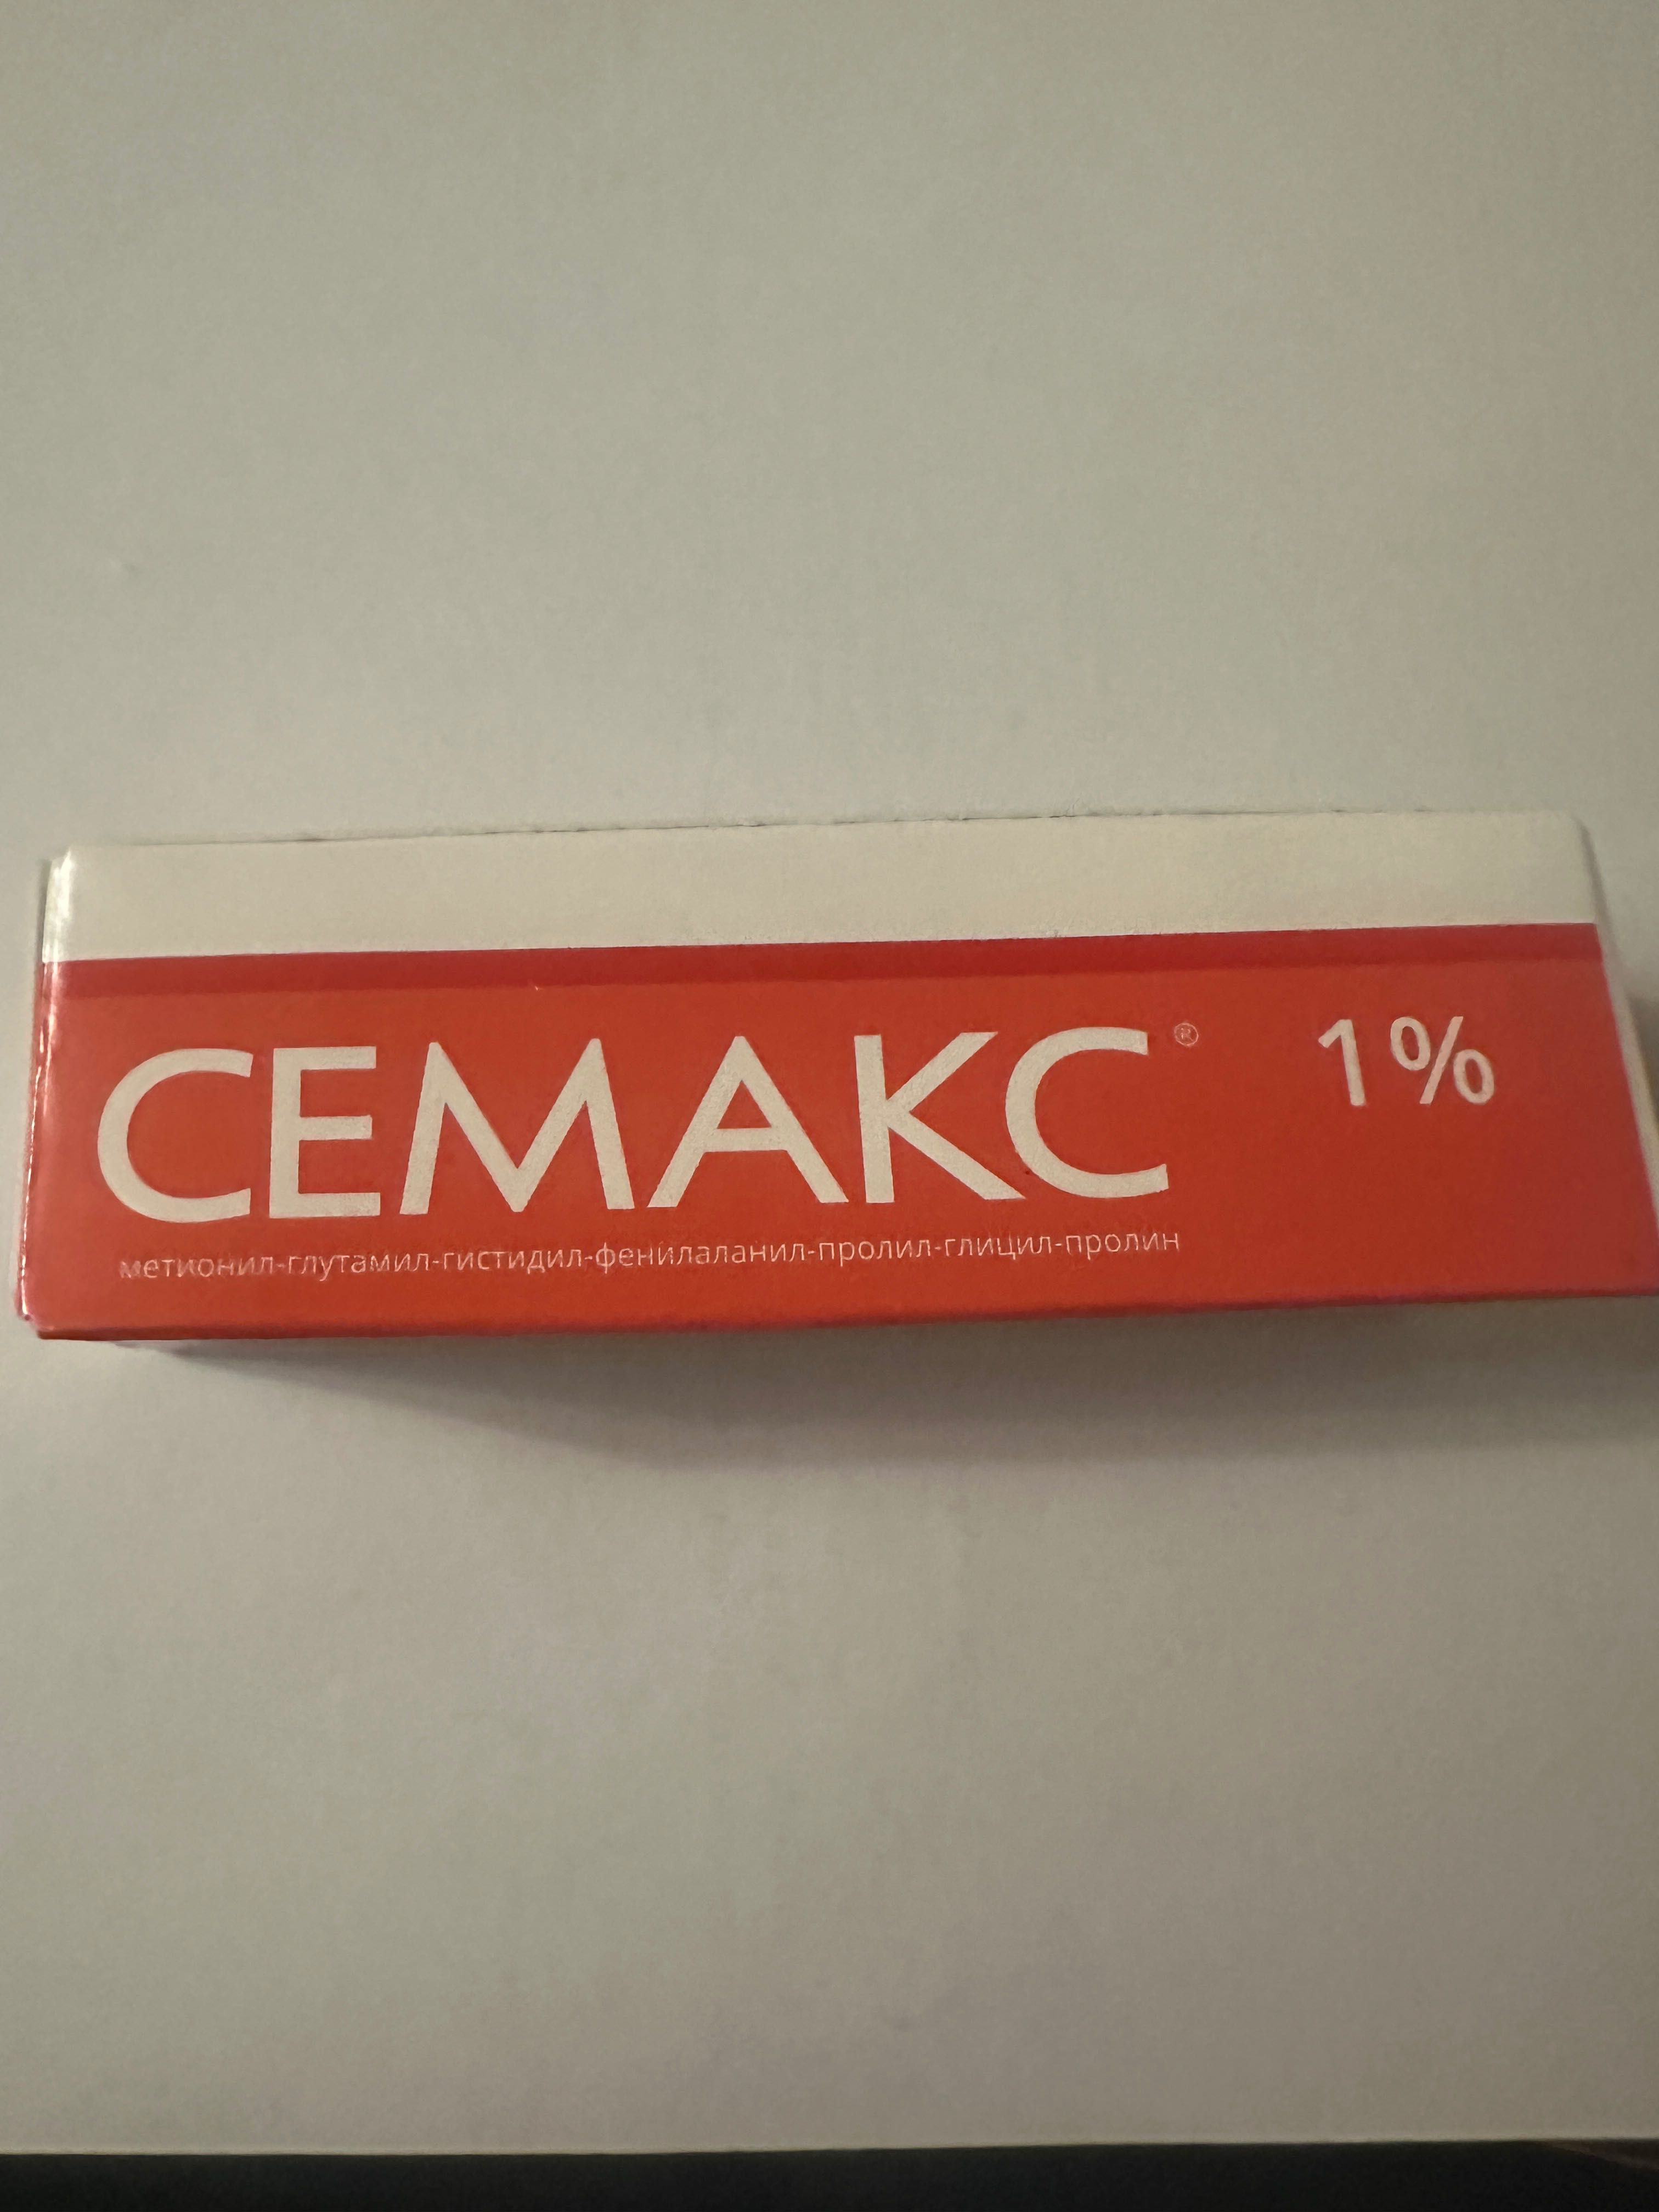 СЕМАКС® 1%
метионил-глутамил-гистидил-фенилаланил-пролил-глицил-пролин